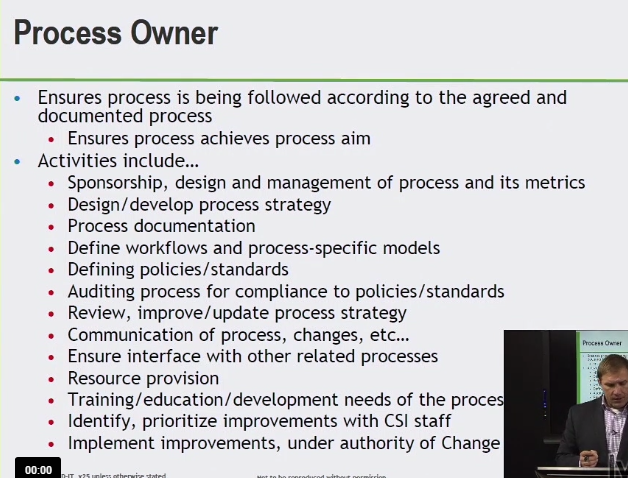 Process Owner
Ensures process is being followed according to the agreed and
documented process
Ensures process achieves process aim
Activities include…
Sponsorship, design and management of process and its metrics
Design/develop process strategy
Process documentation
Define workflows and process-specific models
Defining policies/standards
Auditing process for compliance to policies/standards
Review, improve/update process strategy
Communication of process, changes, etc…
Ensure interface with other related processes
Resource provision
Training/education/development needs of the proces
Identify, prioritize improvements with CSI staff
Implement improvements, under authority of Change
Process Owner
00:00
unless otherwise stated
Not to be reproduced without permission